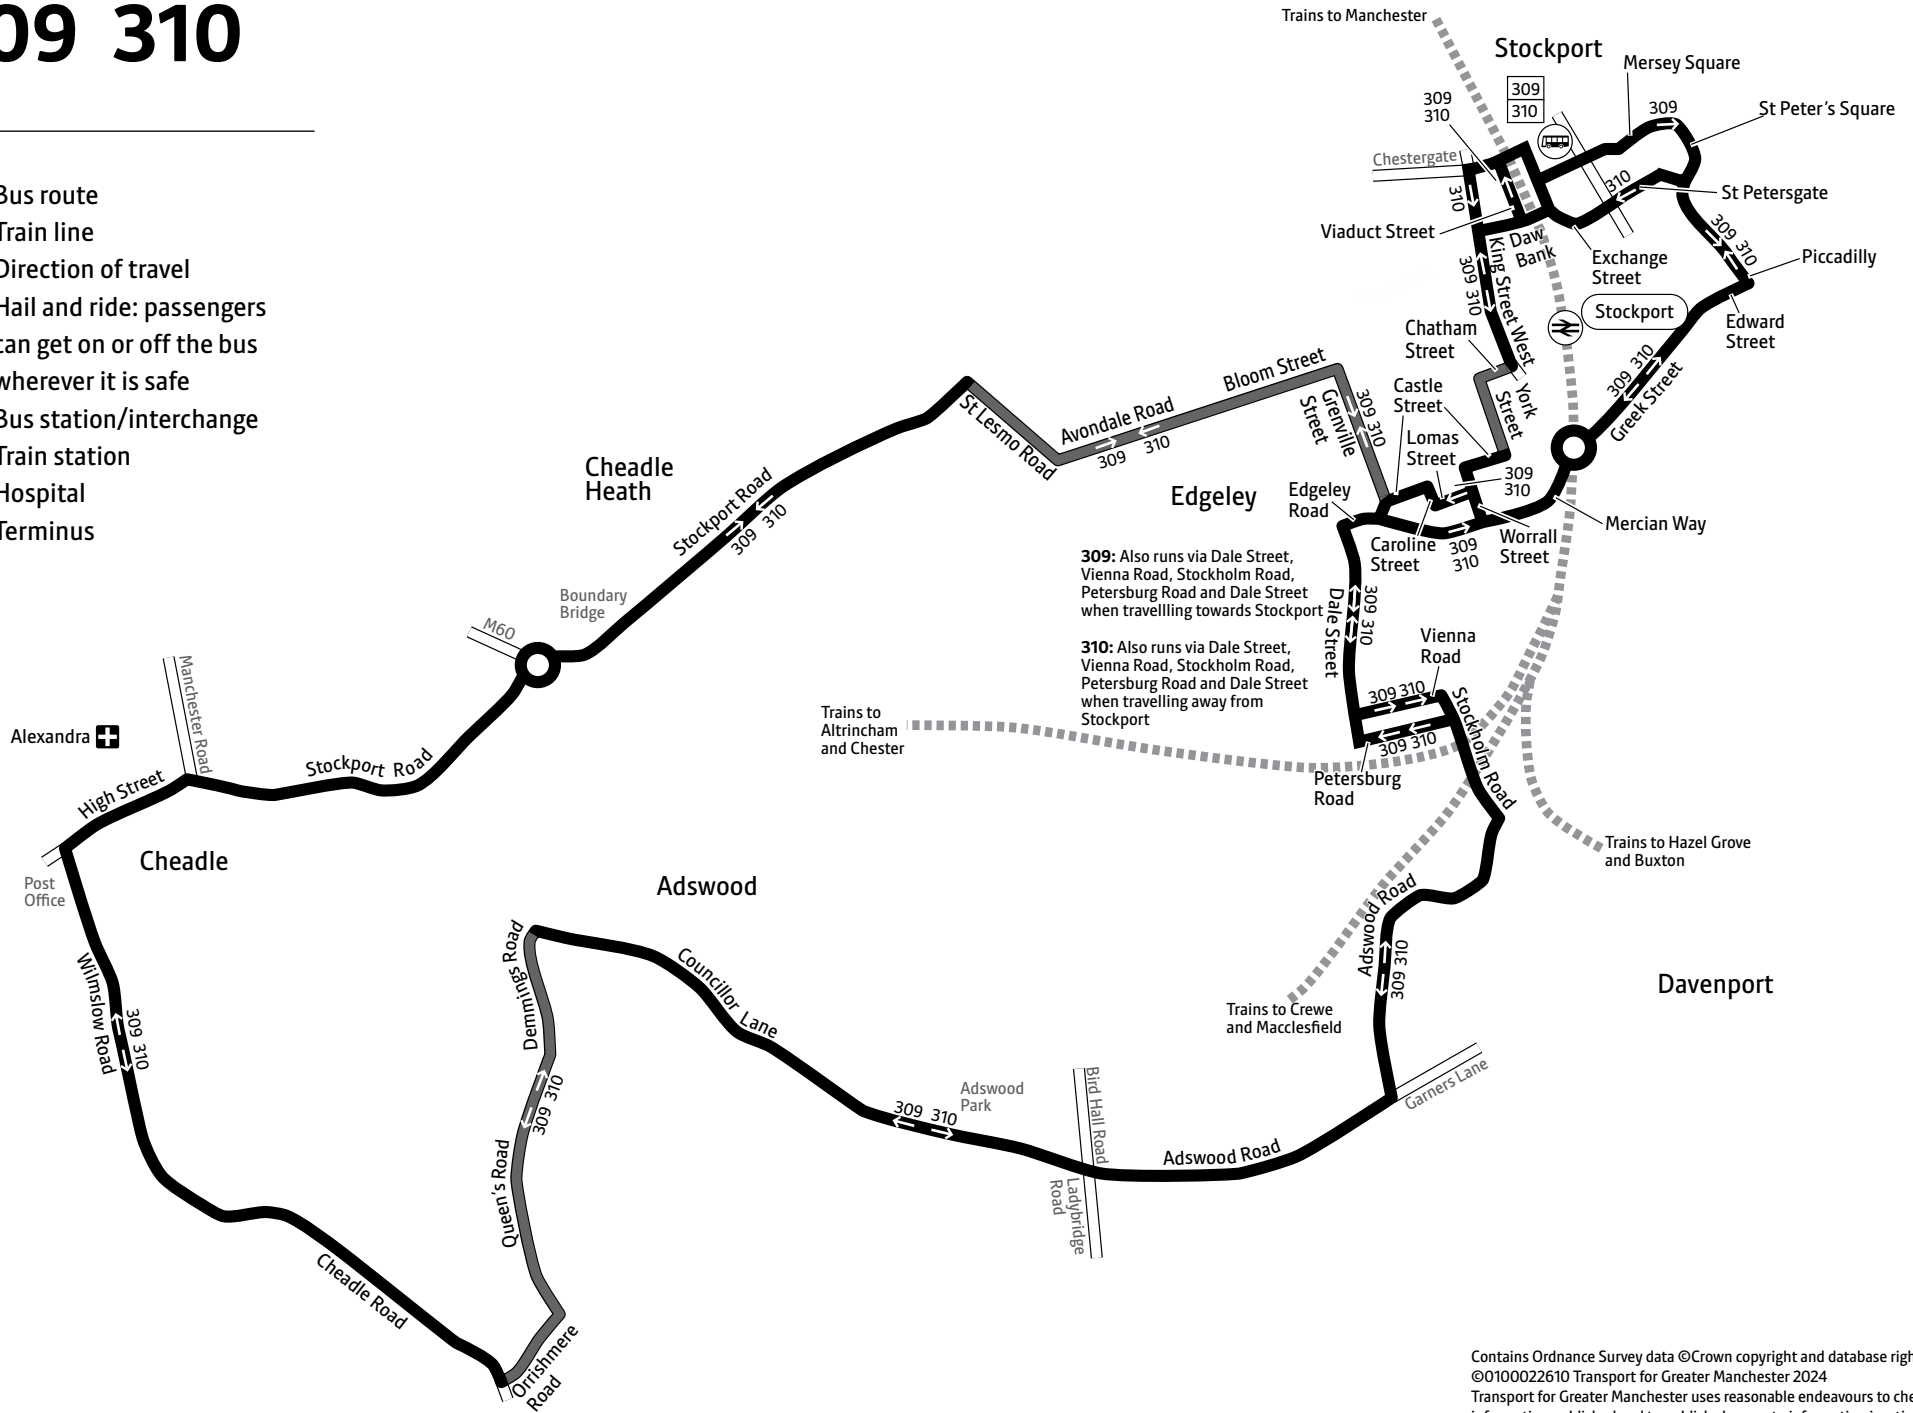 09 310
Bus route
Train line
Direction of travel
Hail and ride: passengers
can get on or off the bus
wherever it is safe
Bus station/interchange
Train station
Hospital
Terminus
Trains to Manchester
Stockport
Mersey Square
309
310
309
310
309
St Peter's Square
Chestergate
310
310
St Petersgate
Viaduct Street
Daw
Bank
309 310
Exchange
Street
Piccadilly
King Street West
309 310
Stockport
Edward
Street
Chatham
Street
309 310
Greek Street
Castle
Street
York
Street
Bloom Street
Grenville
Street
309 310
Avondale Road
309
310
St Lesmo Road
Lomas
Street
309
310
Cheadle
Heath
Stockport Road
309
310
Edgeley
Edgeley
Road
Mercian Way
Caroline
Street
309
310
Worrall
Street
309: Also runs via Dale Street,
Vienna Road, Stockholm Road,
Petersburg Road and Dale Street
when travellling towards Stockport
310: Also runs via Dale Street,
Vienna Road, Stockholm Road,
Petersburg Road and Dale Street
when travelling away from
Stockport
Dale Street
309 310
Boundary
Bridge
M60
Vienna
Road
309 310
309 310
Stockholm Road
Petersburg
Road
Manchester Road
Alexandra
Trains to
Altrincham
and Chester
Stockport Road
High Street
Trains to Hazel Grove
and Buxton
Cheadle
Post
Office
Adswood
Adswood Road
309 310
Davenport
Demmings Road
Councillor Lane
Wilmslow Road
309 310
Trains to Crewe
and Macclesfield
309 310
Adswood
Park
309 310
Bird Hall Road
Garners Lane
Queen's Road
Adswood Road
Ladybridge
Road
Cheadle Road
Orrishmere
Road
Contains Ordnance Survey data ©Crown copyright and database righ
©0100022610 Transport for Greater Manchester 2024
Transport for Greater Manchester uses reasonable endeavours to che